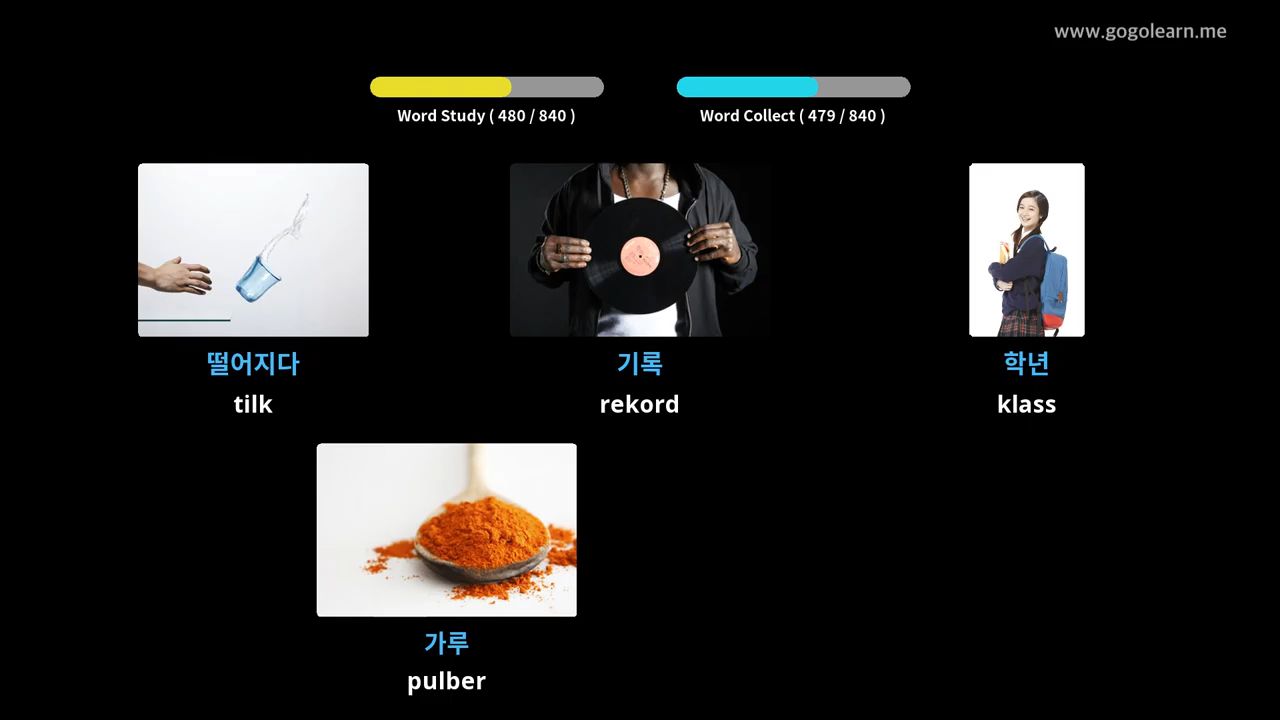 www.gogolearn.me
Word Study ( 480 / 840 )
Word Collect ( 479 / 840 )
떨어지다
tilk
기록
rekord
학년
klass
가루
pulber